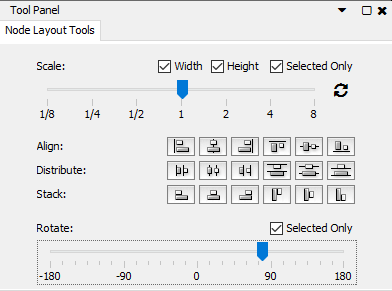 Tool Panel
Node Layout Tools
Scale: Width Height Selected Only
1/8 1/4 1/2 1 2 4 8
Align:
Distribute:
Stack:
Rotate: Selected Only
-180 -90 0 90 180